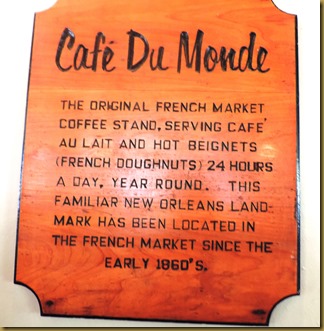 Café Du Monde
THE ORIGINAL FRENCH MARKET
COFFEE STAND, SERVING CAFÉ
AU LAIT AND HOT BEIGNETS
(FRENCH DOUGHNUTS) 24 HOURS
A DAY, YEAR ROUND. THIS
FAMILIAR NEW ORLEANS LAND-
MARK HAS BEEN LOCATED IN
THE FRENCH MARKET SINCE THE
EARLY 1860'S.